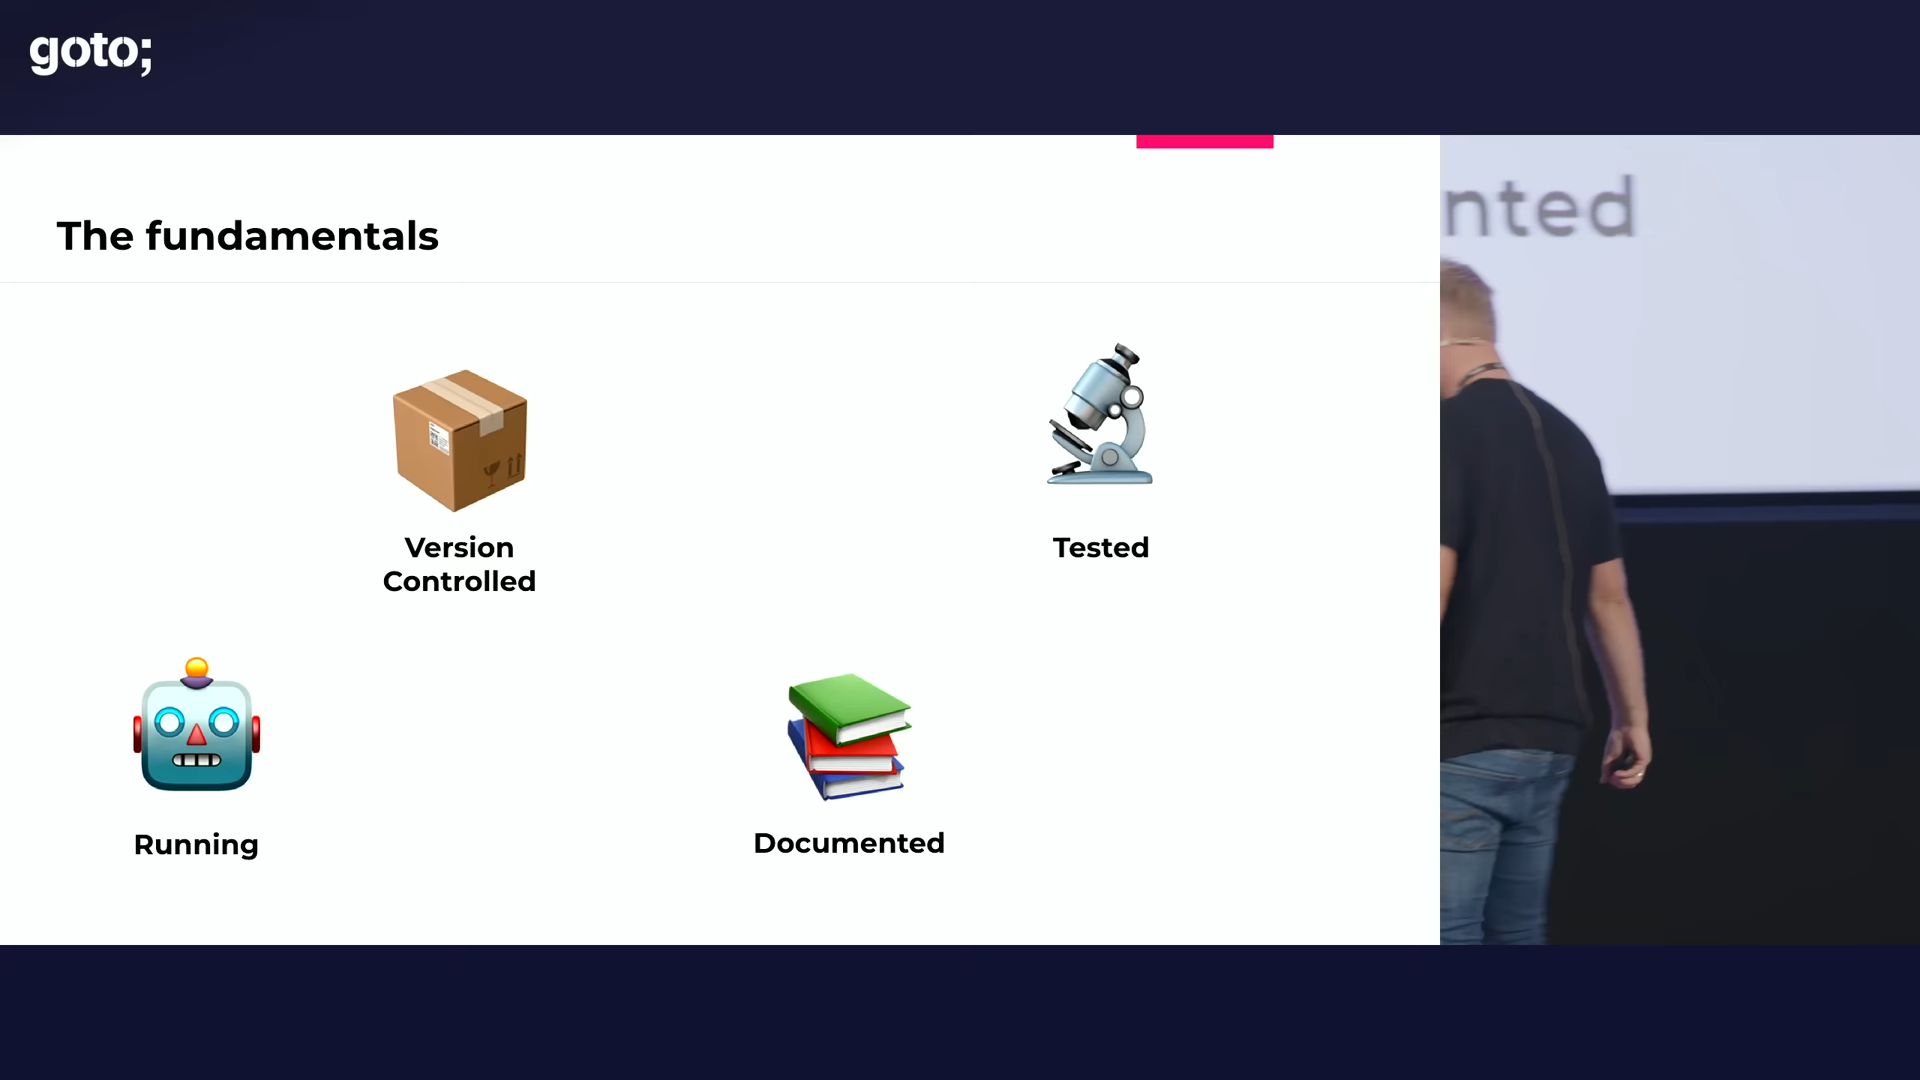 goto;
The fundamentals
Version
Controlled
Tested
Running
Documented
nted